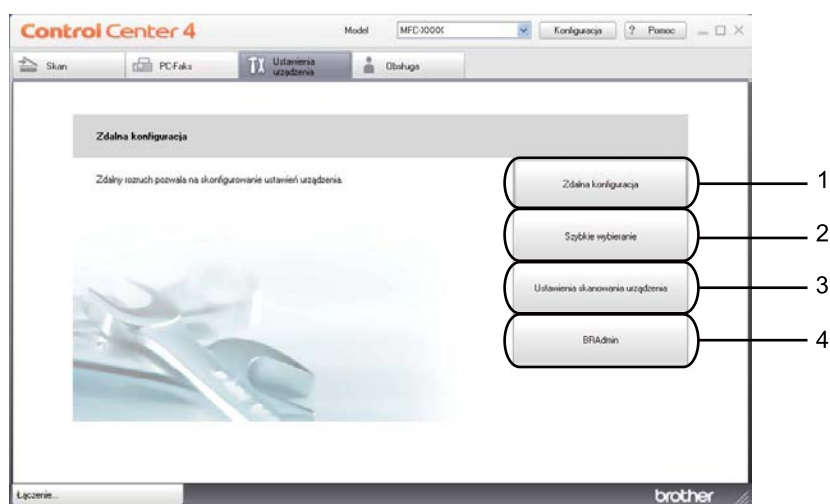 Control Center 4 Model MFC-XXXX Konfiguracja ? Pomoc
Skan PC-Faks Ustawienia urządzenia Obsługa
Zdalna konfiguracja
Zdalny rozruch pozwala na skonfigurowanie ustawień urządzenia.
Zdalna konfiguracja 1
Szybkie wybieranie 2
Ustawienia skanowania urządzenia 3
BRAdmin 4
Łączenie... brother